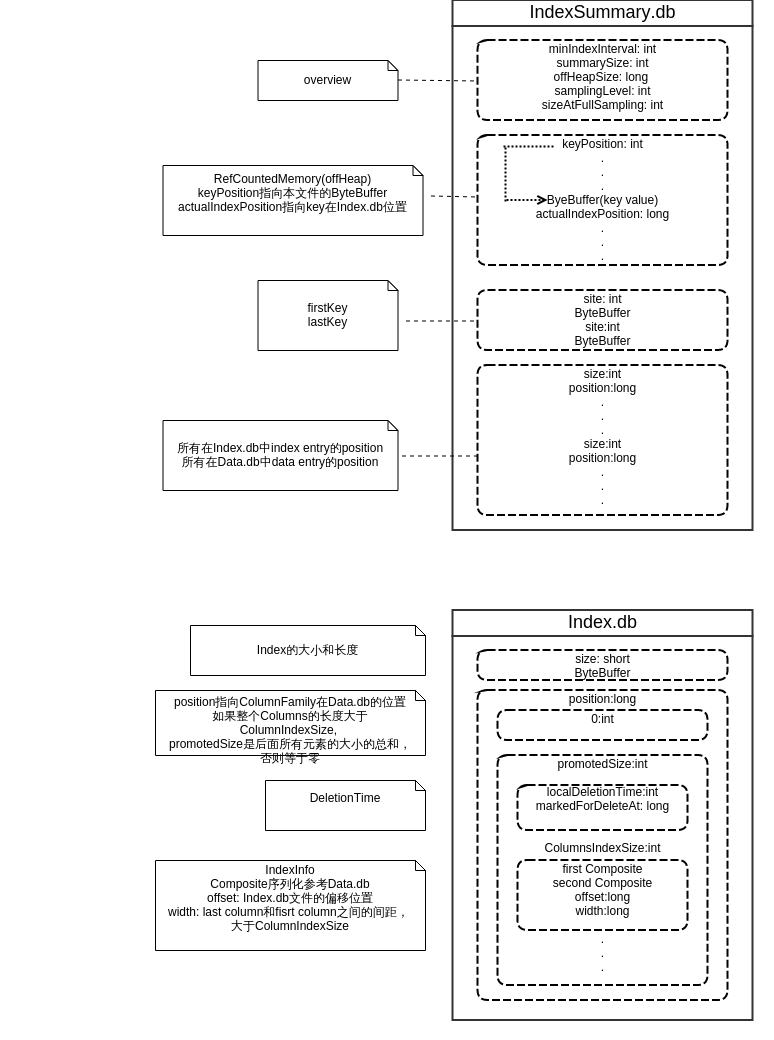 IndexSummary.db
overview
minIndexInterval: int
summarySize: int
offHeapSize: long
samplingLevel: int
sizeAtFullSampling: int
RefCountedMemory(offHeap)
keyPosition指向本文件的ByteBuffer
actualIndexPosition指向key在Index.db位置
keyPosition: int
.
.
.
ByeBuffer(key value)
actualIndexPosition: long
.
.
.
firstKey
lastKey
site: int
ByteBuffer
site:int
ByteBuffer
所有在Index.db中index entry的position
所有在Data.db中data entry的position
size:int
position:long
.
.
.
size:int
position:long
.
.
.
Index.db
Index的大小和长度
size: short
ByteBuffer
position指向ColumnFamily在Data.db的位置
如果整个Columns的长度大于
ColumnIndexSize,
promotedSize是后面所有元素的大小的总和，
否则等于零
position:long
0:int
promotedSize:int
DeletionTime
localDeletionTime:int
markedForDeleteAt: long
ColumnsIndexSize:int
IndexInfo
Composite序列化参考Data.db
offset: Index.db文件的偏移位置
width: last column和fisrt column之间的间距，
大于ColumnIndexSize
first Composite
second Composite
offset:long
width:long
.
.
.